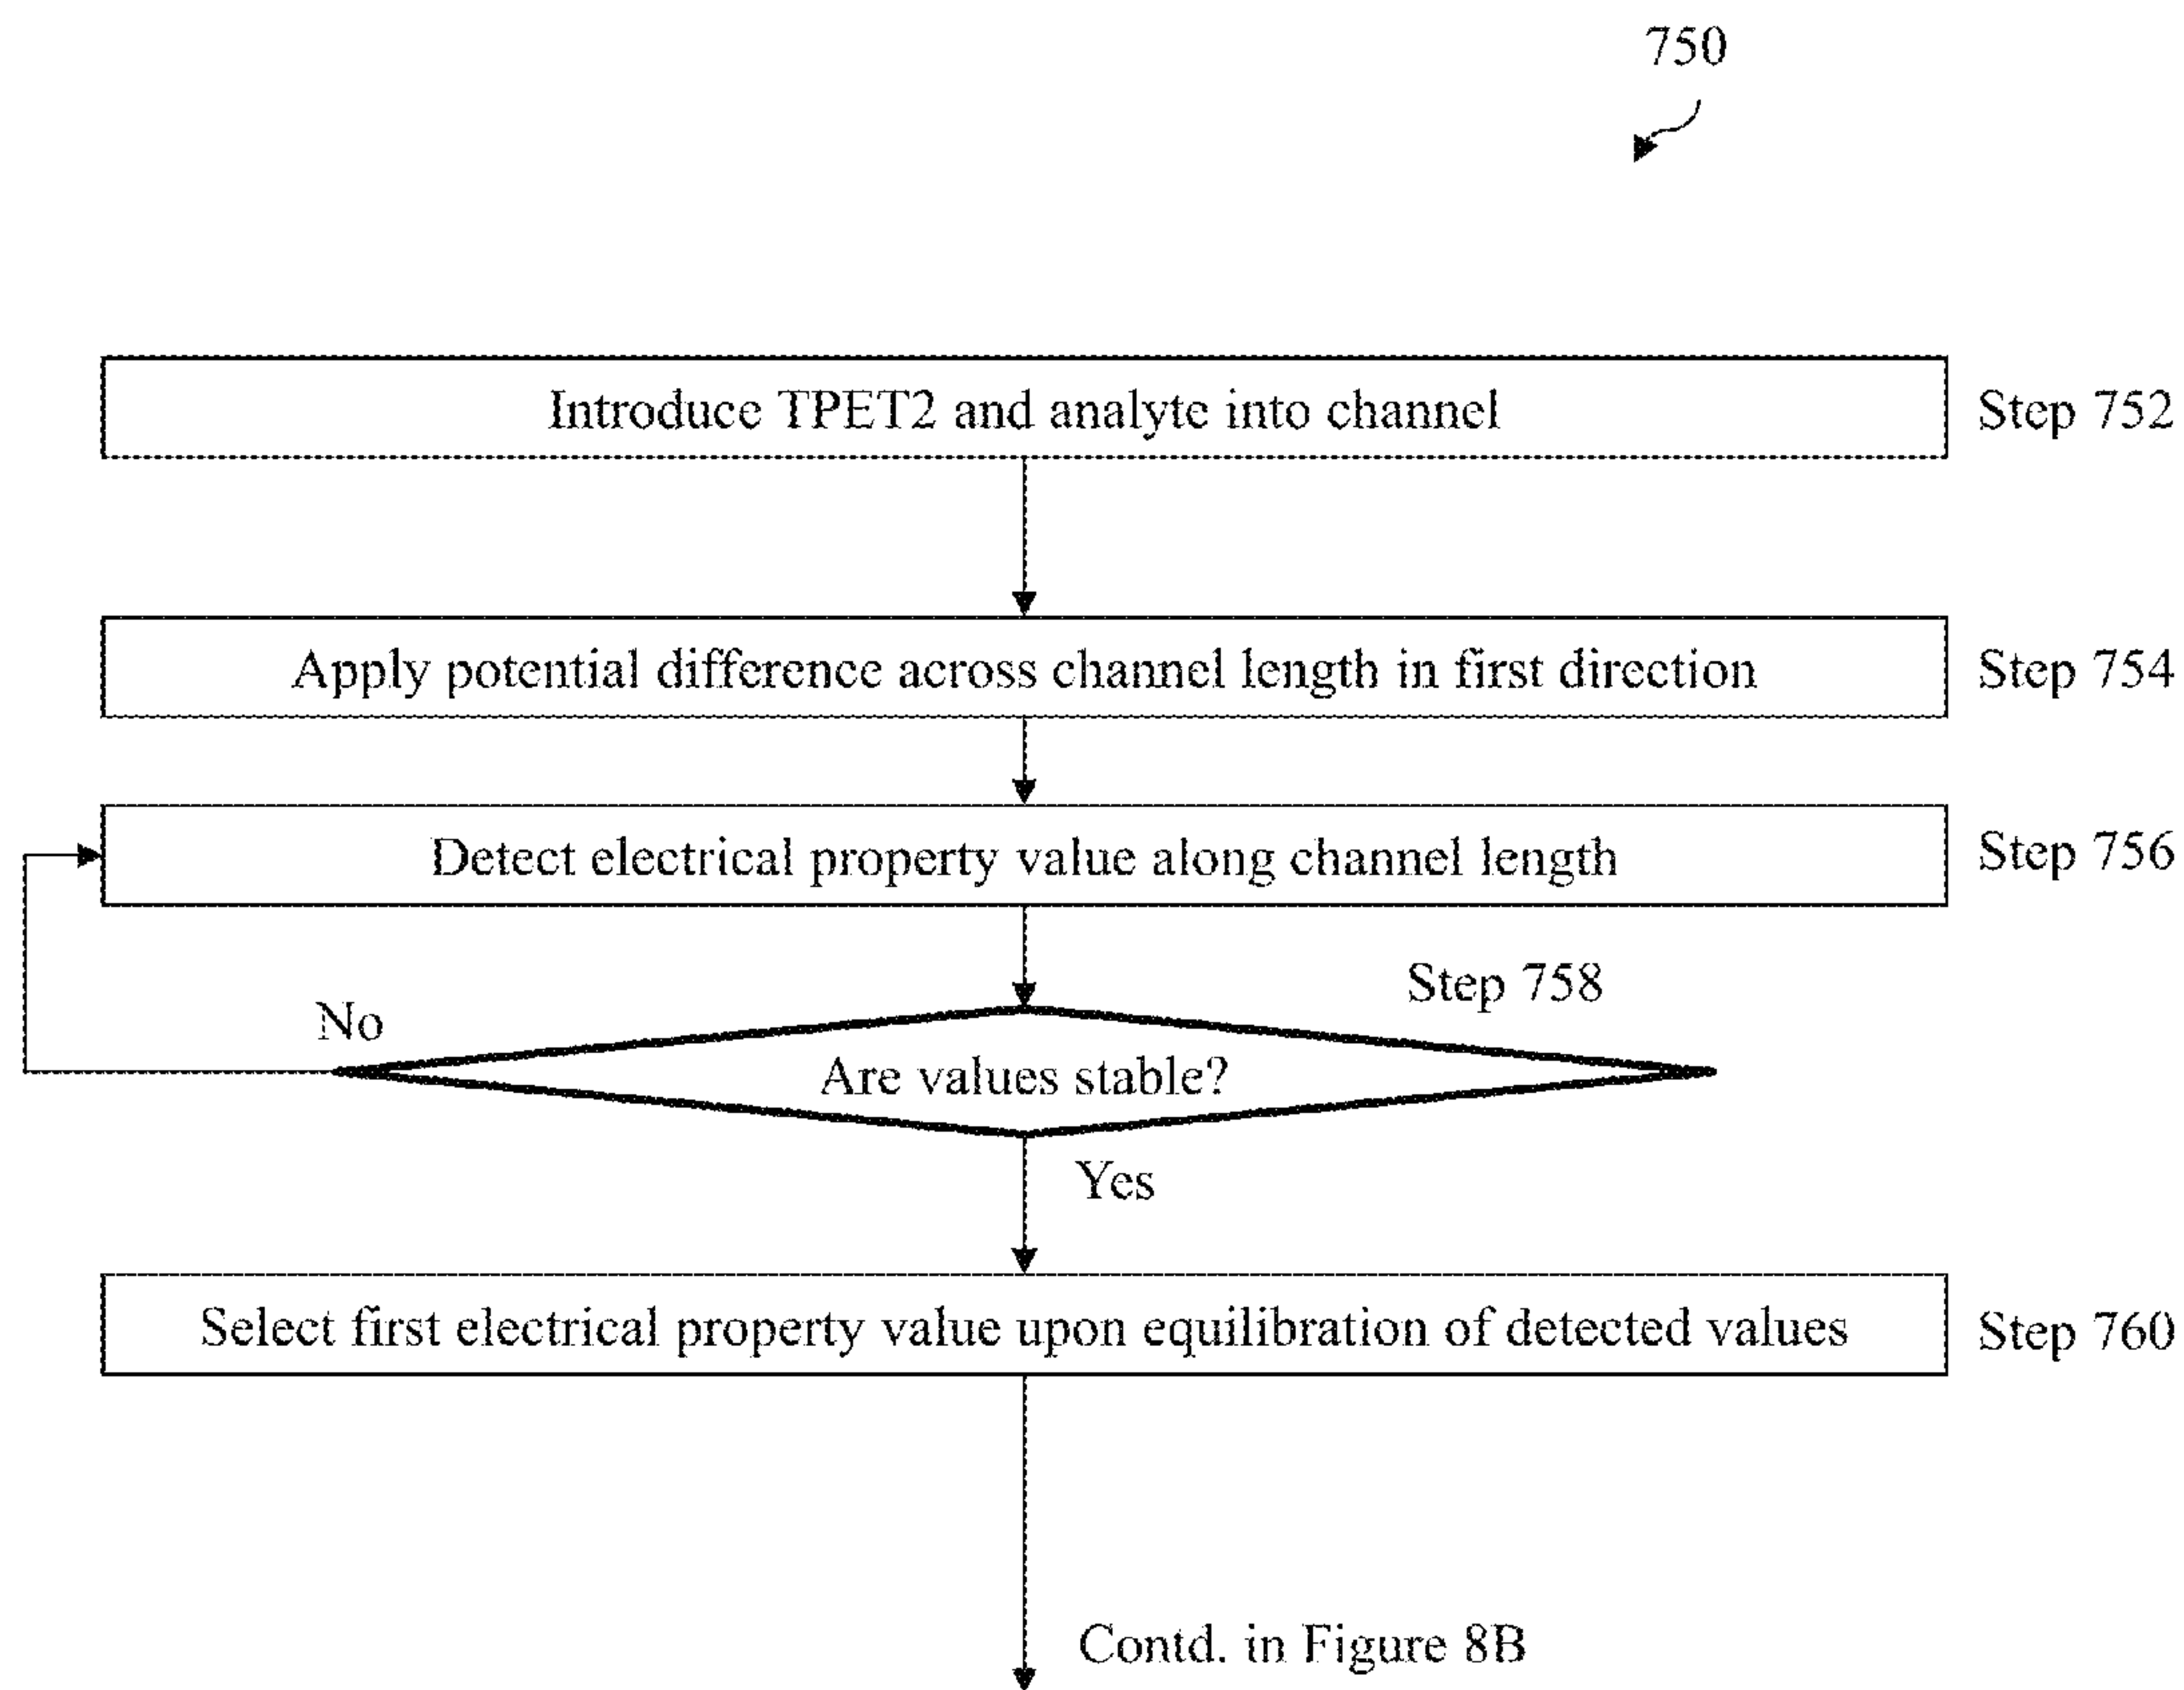 750
Introduce TPET2 and analyte into channel
Step 752
Apply potential difference across channel length in first direction
Step 754
Detect electrical property value along channel length
Step 756
Step 758
No
Are values stable?
Yes
Select first electrical property value upon equilibration of detected values
Step 760
Contd. in Figure 8B